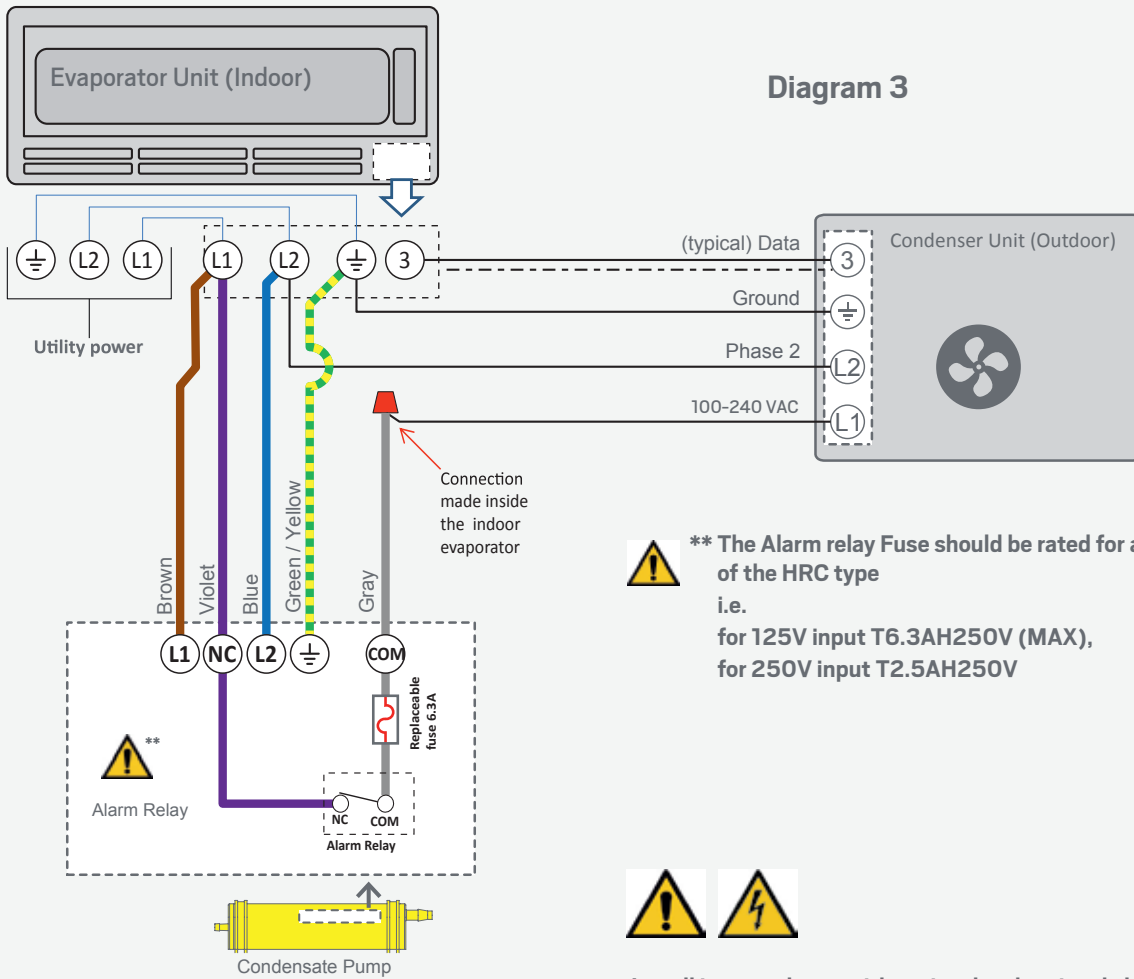 Evaporator Unit (Indoor)
Diagram 3
L2
L1
L1
L2
3
Utility power
(typical) Data
Ground
Phase 2
100-240 VAC
Condenser Unit (Outdoor)
3
L2
L1
Connection
made inside
the indoor
evaporator
Brown
Violet
Blue
Green / Yellow
Gray
L1
NC
L2
COM
Replaceable
fuse 6.3A
**
Alarm Relay
NC
COM
Alarm Relay
Condensate Pump
** The Alarm relay Fuse should be rated for a
of the HRC type
i.e.
for 125V input T6.3AH250V (MAX),
for 250V input T2.5AH250V